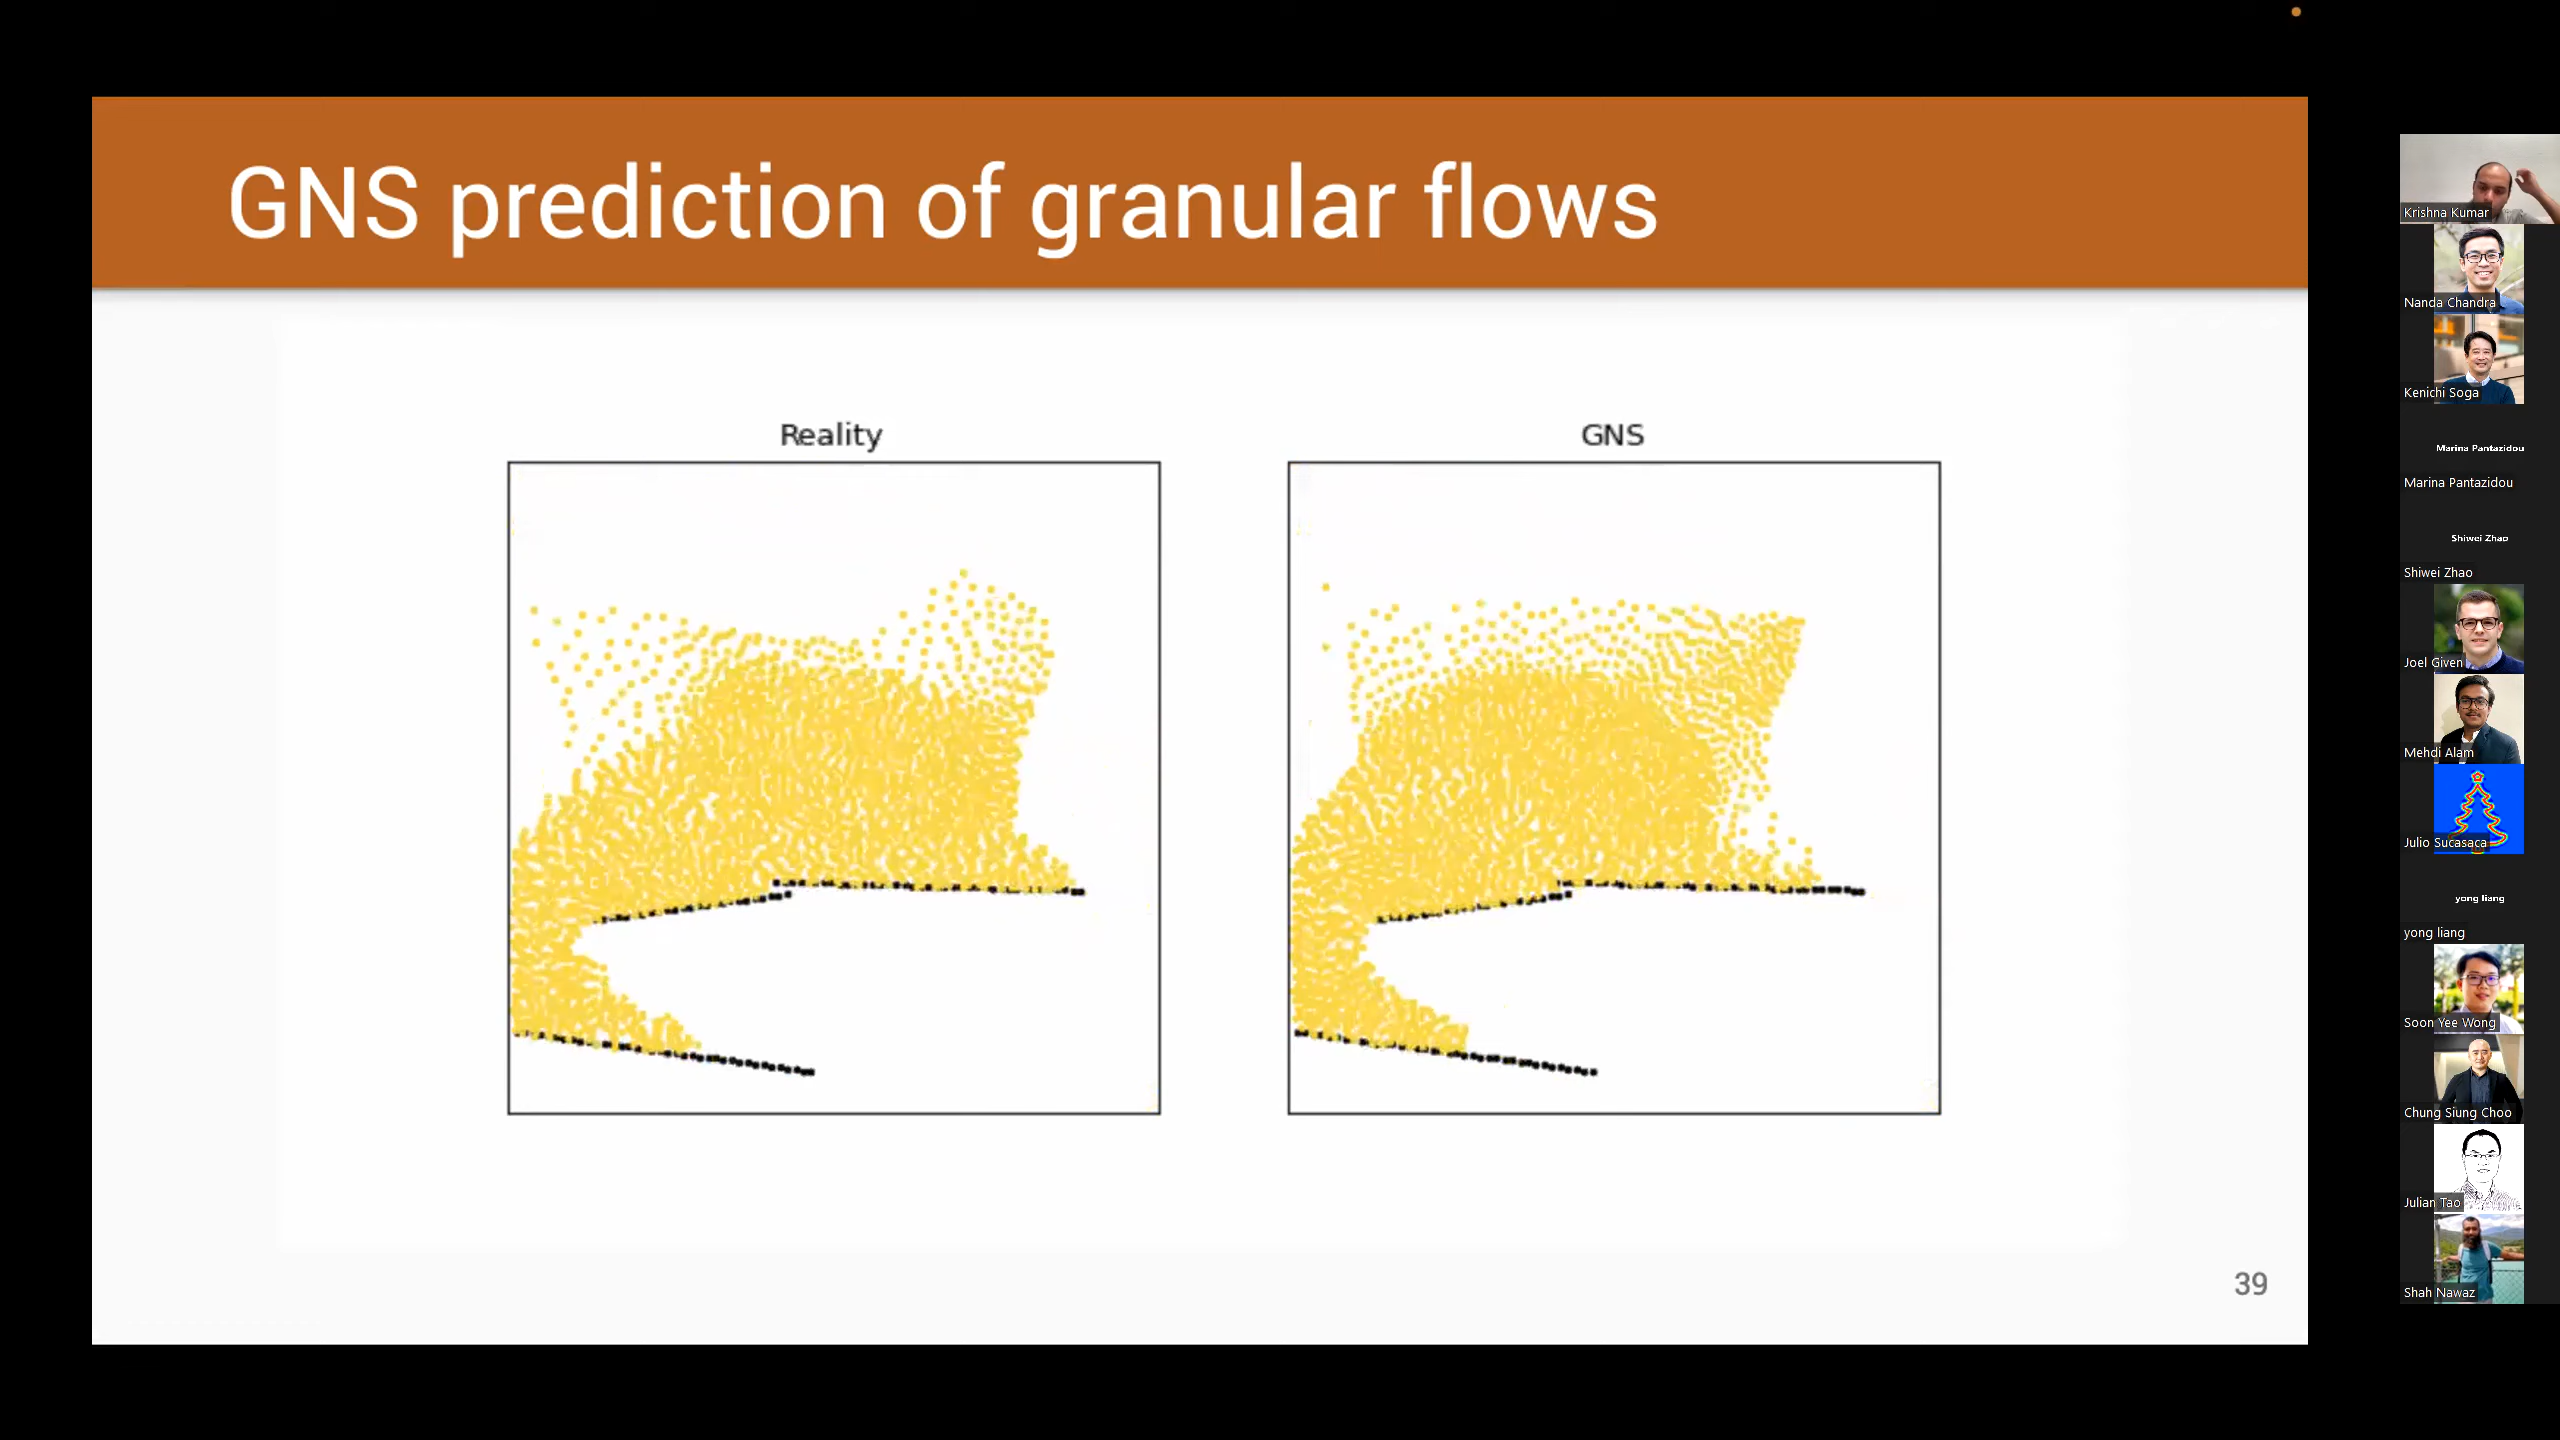 GNS prediction of granular flows
Reality
GNS
39
Krishna Kumar
Nanda Chandra
Kenichi Soga
Marina Pantazidou
Marina Pantazidou
Shiwei Zhao
Shiwei Zhao
Joel Given
Mehdi Alam
Julio Sucasaca
yong liang
yong liang
Soon Yee Wong
Chung Siung Choo
Julian Tao
Shah Nawaz